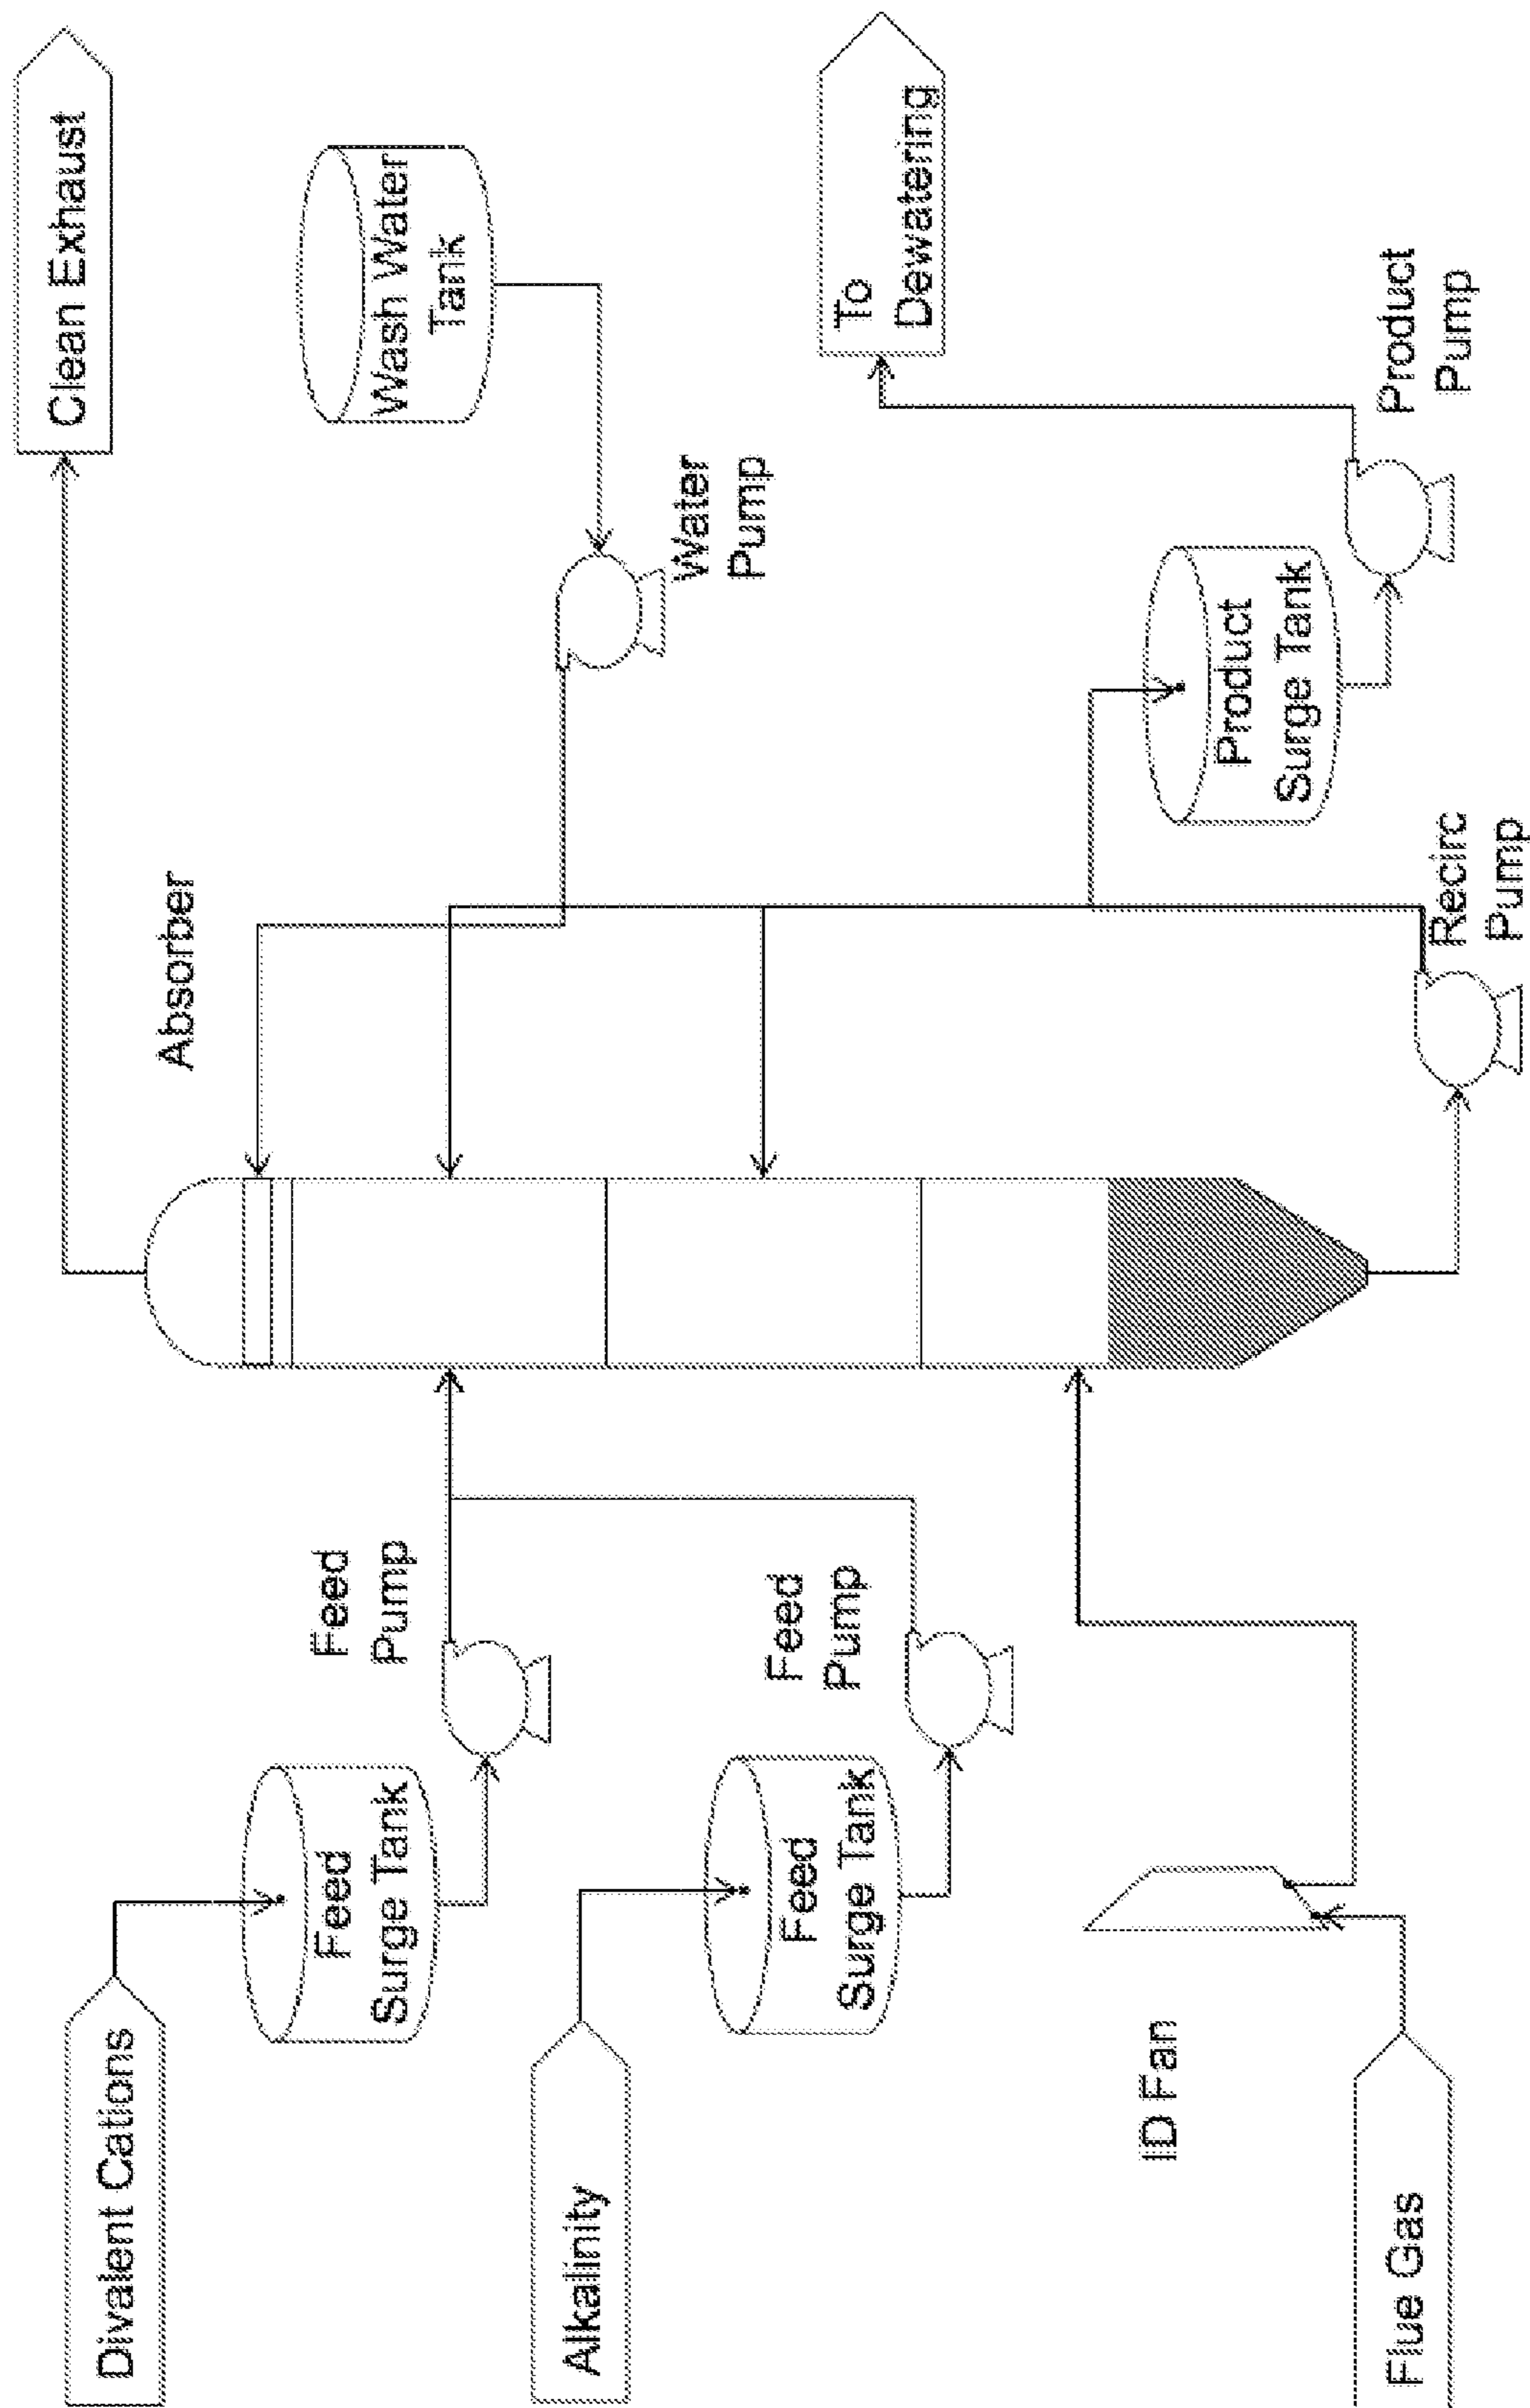 Divalent Cations
Feed
Surge Tank
Feed
Pump
Alkalinity
Feed
Surge Tank
Feed
Pump
Flue Gas
ID Fan
Absorber
Clean Exhaust
Wash Water
Tank
Water
Pump
To
Dewatering
Product
Surge Tank
Product
Pump
Recirc
Pump